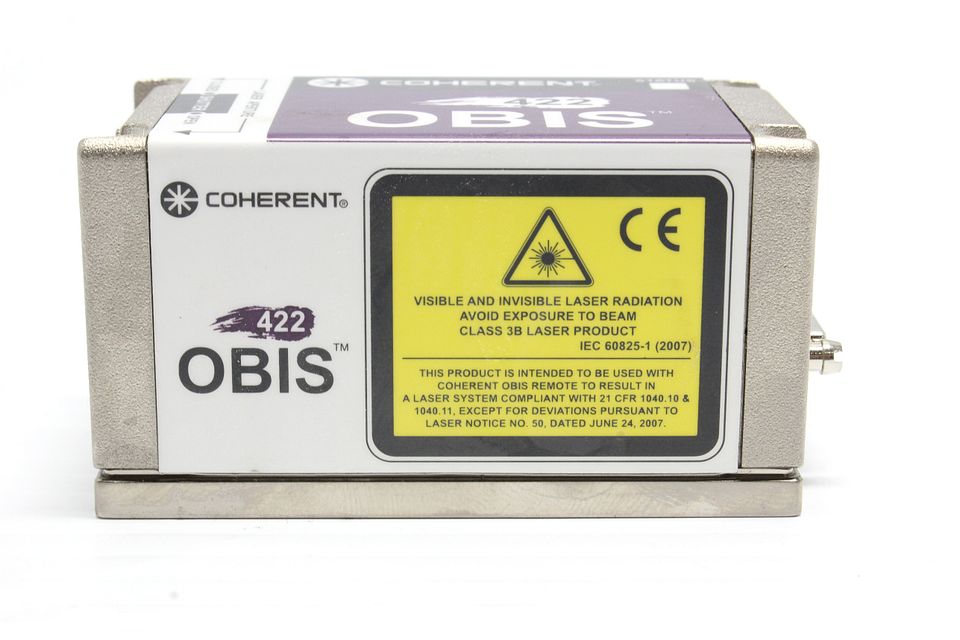 COHERENT
STATUS
422
OBIS™
COHERENT®
422
OBIS™
CE
VISIBLE AND INVISIBLE LASER RADIATION
AVOID EXPOSURE TO BEAM
CLASS 3B LASER PRODUCT
IEC 60825-1 (2007)
THIS PRODUCT IS INTENDED TO BE USED WITH
COHERENT OBIS REMOTE TO RESULT IN
A LASER SYSTEM COMPLIANT WITH 21 CFR 1040.10 &
1040.11, EXCEPT FOR DEVIATIONS PURSUANT TO
LASER NOTICE NO. 50, DATED JUNE 24, 2007.